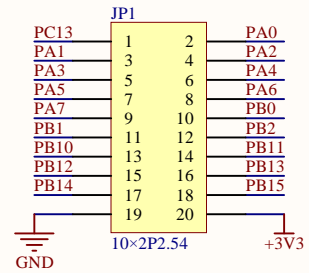 JP1
PC13 1 2 PA0
PA1 3 4 PA2
PA3 5 6 PA4
PA5 7 8 PA6
PA7 9 10 PB0
PB1 11 12 PB2
PB10 13 14 PB11
PB12 15 16 PB13
PB14 17 18 PB15
19 20
GND 10×2P2.54 +3V3